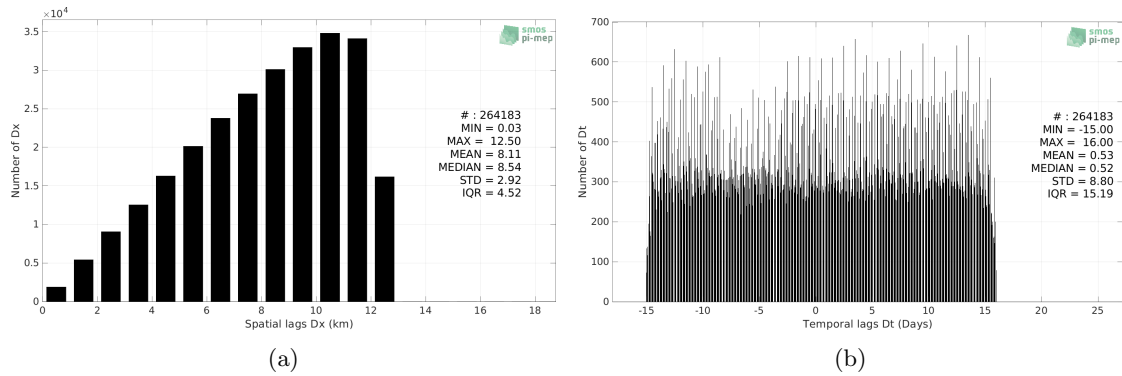 ×10⁴
3.5
3
2.5
2
1.5
1
0.5
0
Number of Dx
0 2 4 6 8 10 12 14 16 18
Spatial lags Dx (km)
smos
pi-mep
# : 264183
MIN = 0.03
MAX = 12.50
MEAN = 8.11
MEDIAN = 8.54
STD = 2.92
IQR = 4.52
(a)
700
600
500
400
300
200
100
0
Number of Dt
-15 -10 -5 0 5 10 15 20 25
Temporal lags Dt (Days)
smos
pi-mep
# : 264183
MIN = -15.00
MAX = 16.00
MEAN = 0.53
MEDIAN = 0.52
STD = 8.80
IQR = 15.19
(b)